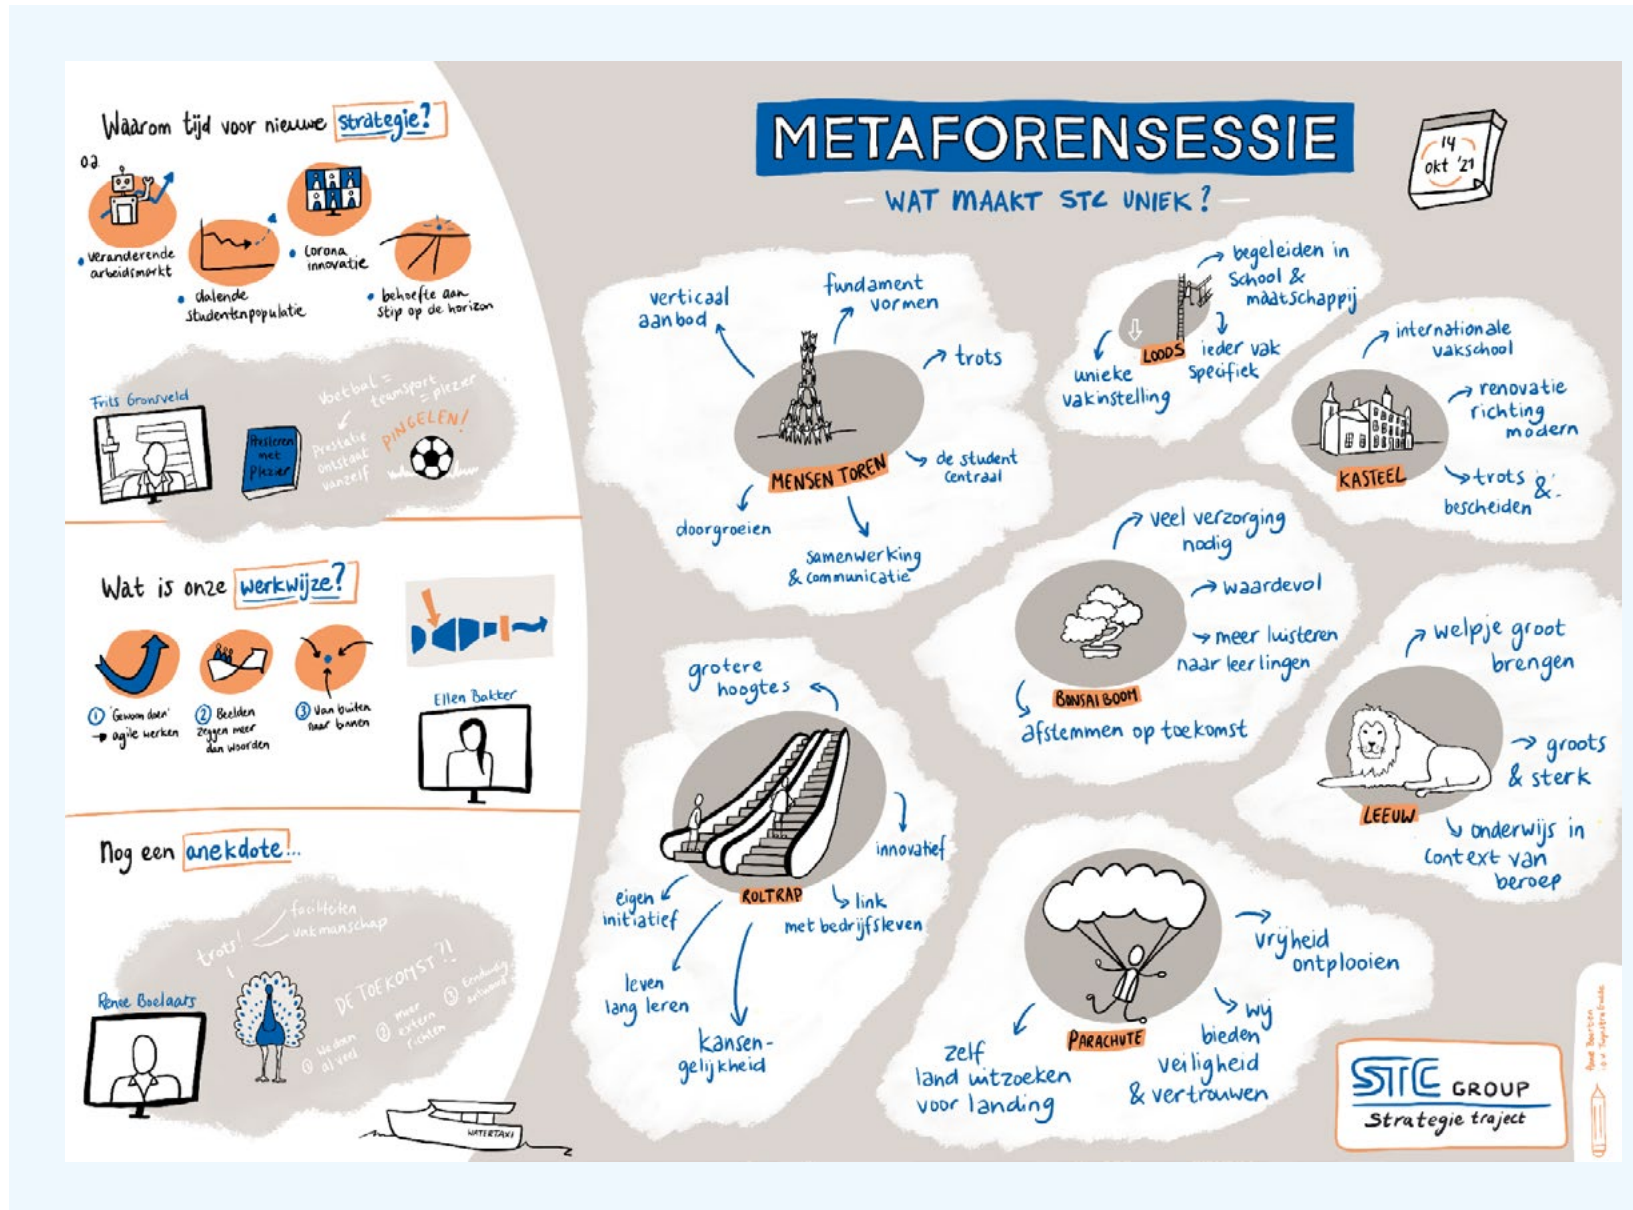 Waarom tijd voor nieuwe strategie?
oa
• veranderende
arbeidsmarkt
• dalende
studentenpopulatie
• Corona
innovatie
• behoefte aan
stip op de horizon
Frits Gronsveld
Presteren
met
Plezier
Voetbal =
transport
= plezier
Prestatie
ontstaat
vanzelf
PINGELEN!
Wat is onze werkwijze?
① 'Gewoon doen'
→ agile werken
② Beelden
zeggen meer
dan woorden
③ Van buiten
naar binnen
Ellen Bakker
Nog een anekdote!...
trots!
faciliteiten
vakmanschap
Renee Boelaars
DE TOEKOMST?!
① We doen
al veel
② meer
extern
richten
③ Eenduidig
antwoord
WATERTAXI
METAFORENSESSIE
— WAT MAAKT STC UNIEK? —
14
okt '21
verticaal
aanbod
fundament
vormen
trots
de student
centraal
samenwerking
& communicatie
doorgroeien
MENSEN TOREN
begeleiden in
School &
maatschappij
ieder vak
specifiek
unieke
vakinstelling
LOODS
internationale
vakschool
renovatie
richting
modern
trots &
bescheiden
KASTEEL
veel verzorging
nodig
waardevol
meer luisteren
naar leerlingen
BONSAI BOOM
afstemmen op toekomst
welpje groot
brengen
groots
& sterk
onderwijs in
context van
beroep
LEEUW
grotere
hoogtes
innovatief
link
met bedrijfsleven
kansen-
gelijkheid
leven
lang leren
eigen
initiatief
ROLTRAP
vrijheid
ontplooien
wij
bieden
veiligheid
& vertrouwen
zelf
land uitzoeken
voor landing
PARACHUTE
STC GROUP
Strategie traject